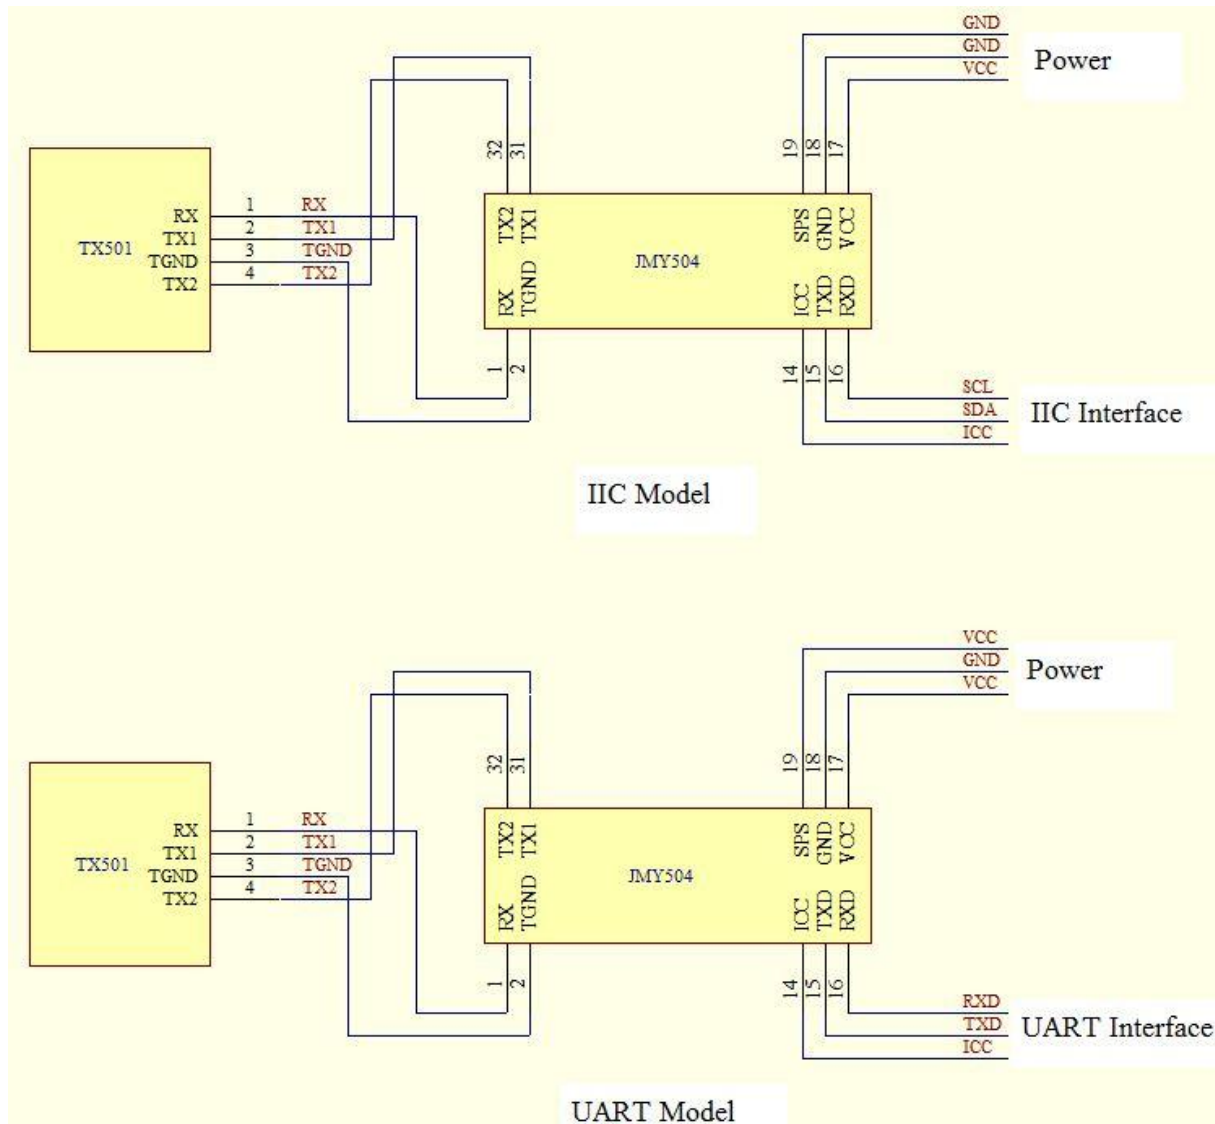 GND
GND
Power
VCC
32
31
19
18
17
RX
1
RX
TX1
2
TX1
TX501
TGND
3
TGND
TX2
4
TX2
TX2
TX1
SPS
GND
VCC
JMY504
RX
TGND
ICC
TXD
RXD
1
2
14
15
16
SCL
SDA
IIC Interface
ICC
IIC Model
VCC
GND
Power
VCC
32
31
19
18
17
RX
1
RX
TX1
2
TX1
TX501
TGND
3
TGND
TX2
4
TX2
TX2
TX1
SPS
GND
VCC
JMY504
RX
TGND
ICC
TXD
RXD
1
2
14
15
16
RXD
TXD
UART Interface
ICC
UART Model